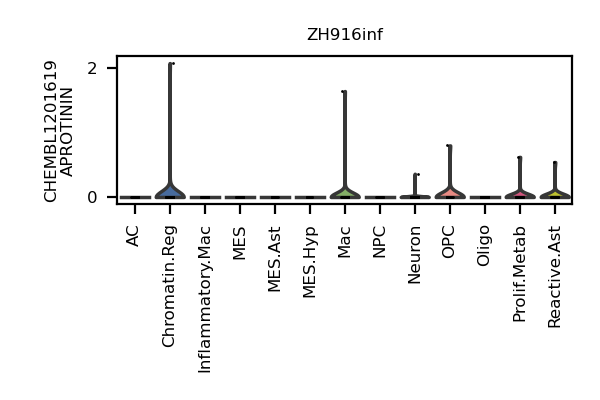 ZH916inf
CHEMBL1201619
APROTININ
2
0
AC
Chromatin.Reg
Inflammatory.Mac
MES
MES.Ast
MES.Hyp
Mac
NPC
Neuron
OPC
Oligo
Prolif.Metab
Reactive.Ast